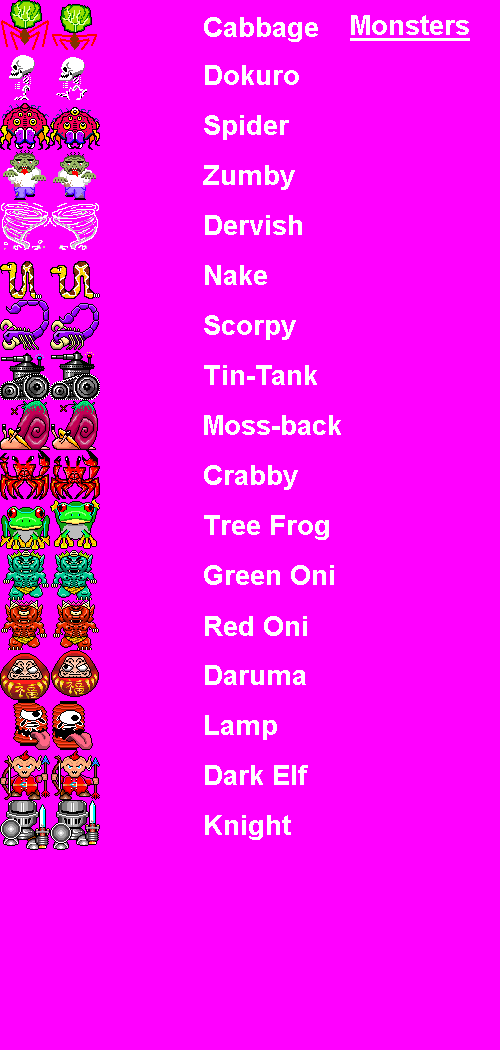 Cabbage Monsters
Dokuro
Spider
Zumby
Dervish
Nake
Scorpy
Tin-Tank
Moss-back
Crabby
Tree Frog
Green Oni
Red Oni
Daruma
Lamp
Dark Elf
Knight